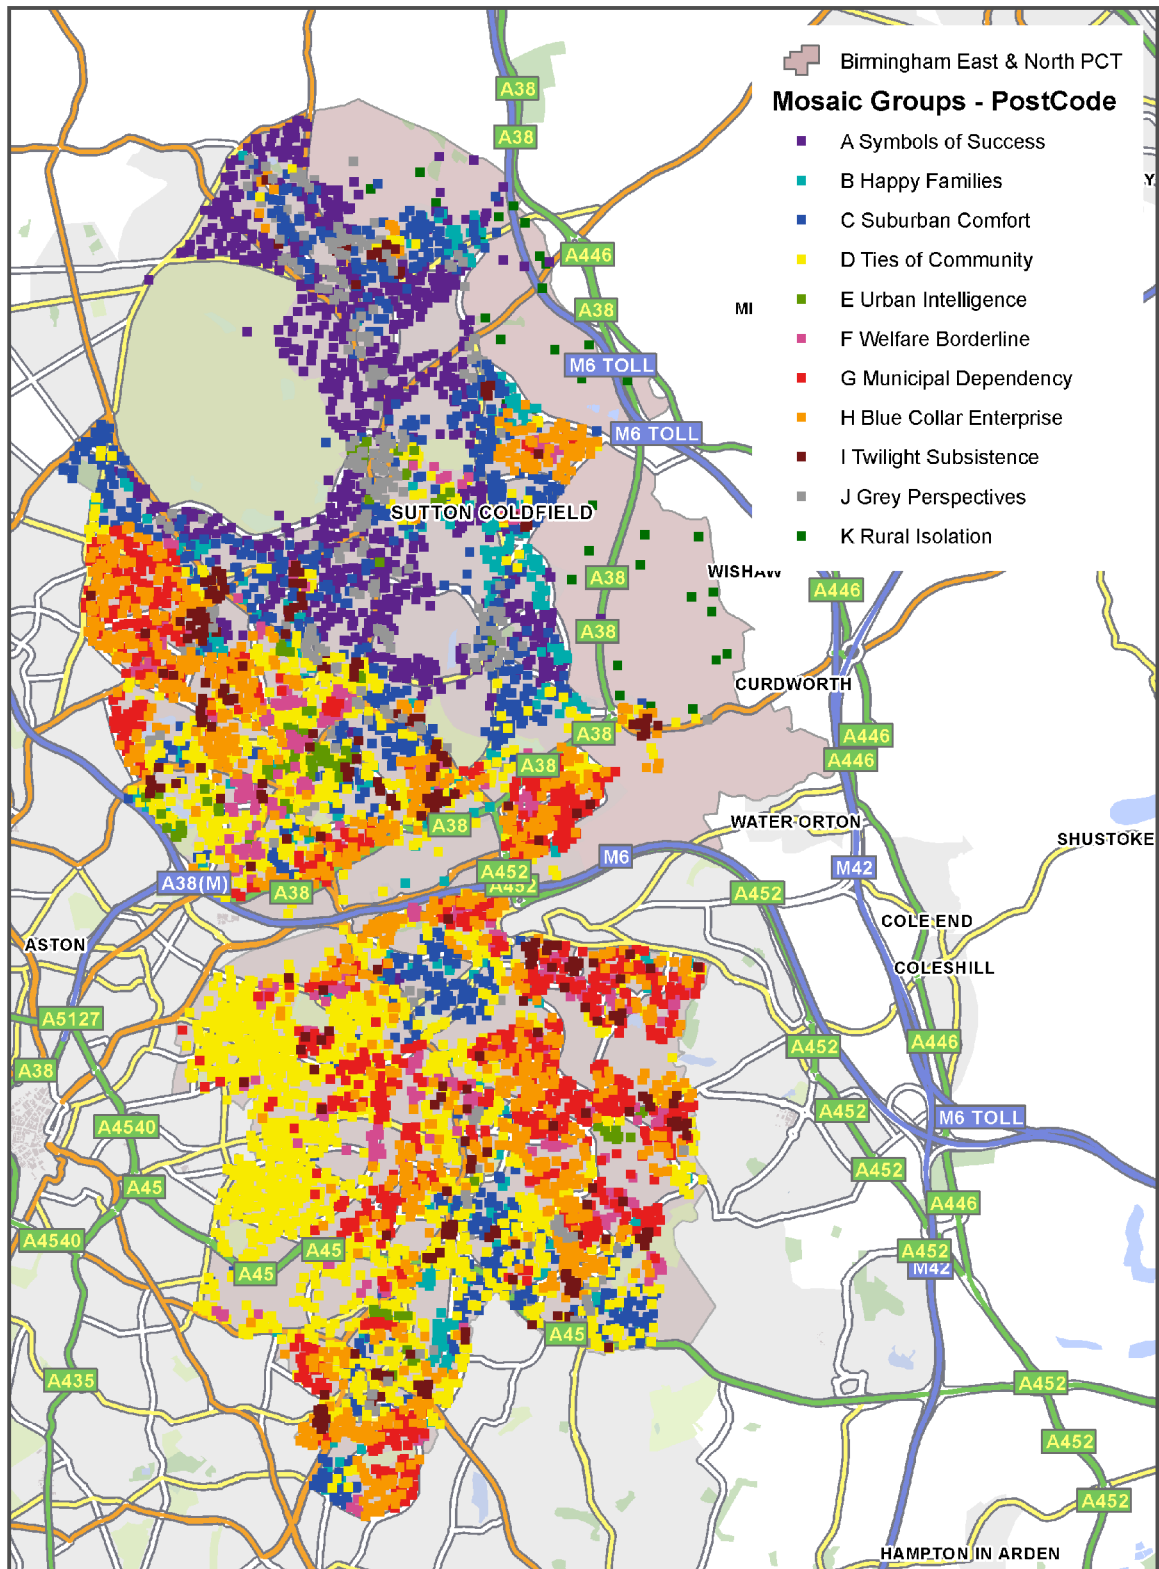 Birmingham East & North PCT
Mosaic Groups - PostCode
A Symbols of Success
B Happy Families
C Suburban Comfort
D Ties of Community
E Urban Intelligence
F Welfare Borderline
G Municipal Dependency
H Blue Collar Enterprise
I Twilight Subsistence
J Grey Perspectives
K Rural Isolation
A38
A38
Y
A446
A38
MI
M6 TOLL
M6 TOLL
SUTTON COLDFIELD
WISHAW
A38
A446
A38
CURDWORTH
A38
A446
A446
A38
A38
WATER ORTON
SHUSTOKE
M6
A452
A452
M42
A38(M)
A38
A452
COLE END
ASTON
COLESHILL
A5127
A452
A446
A38
A452
M6 TOLL
A4540
A452
A45
A446
A4540
A45
A452
A45
M42
A45
A435
A452
A452
A452
HAMPTON IN ARDEN